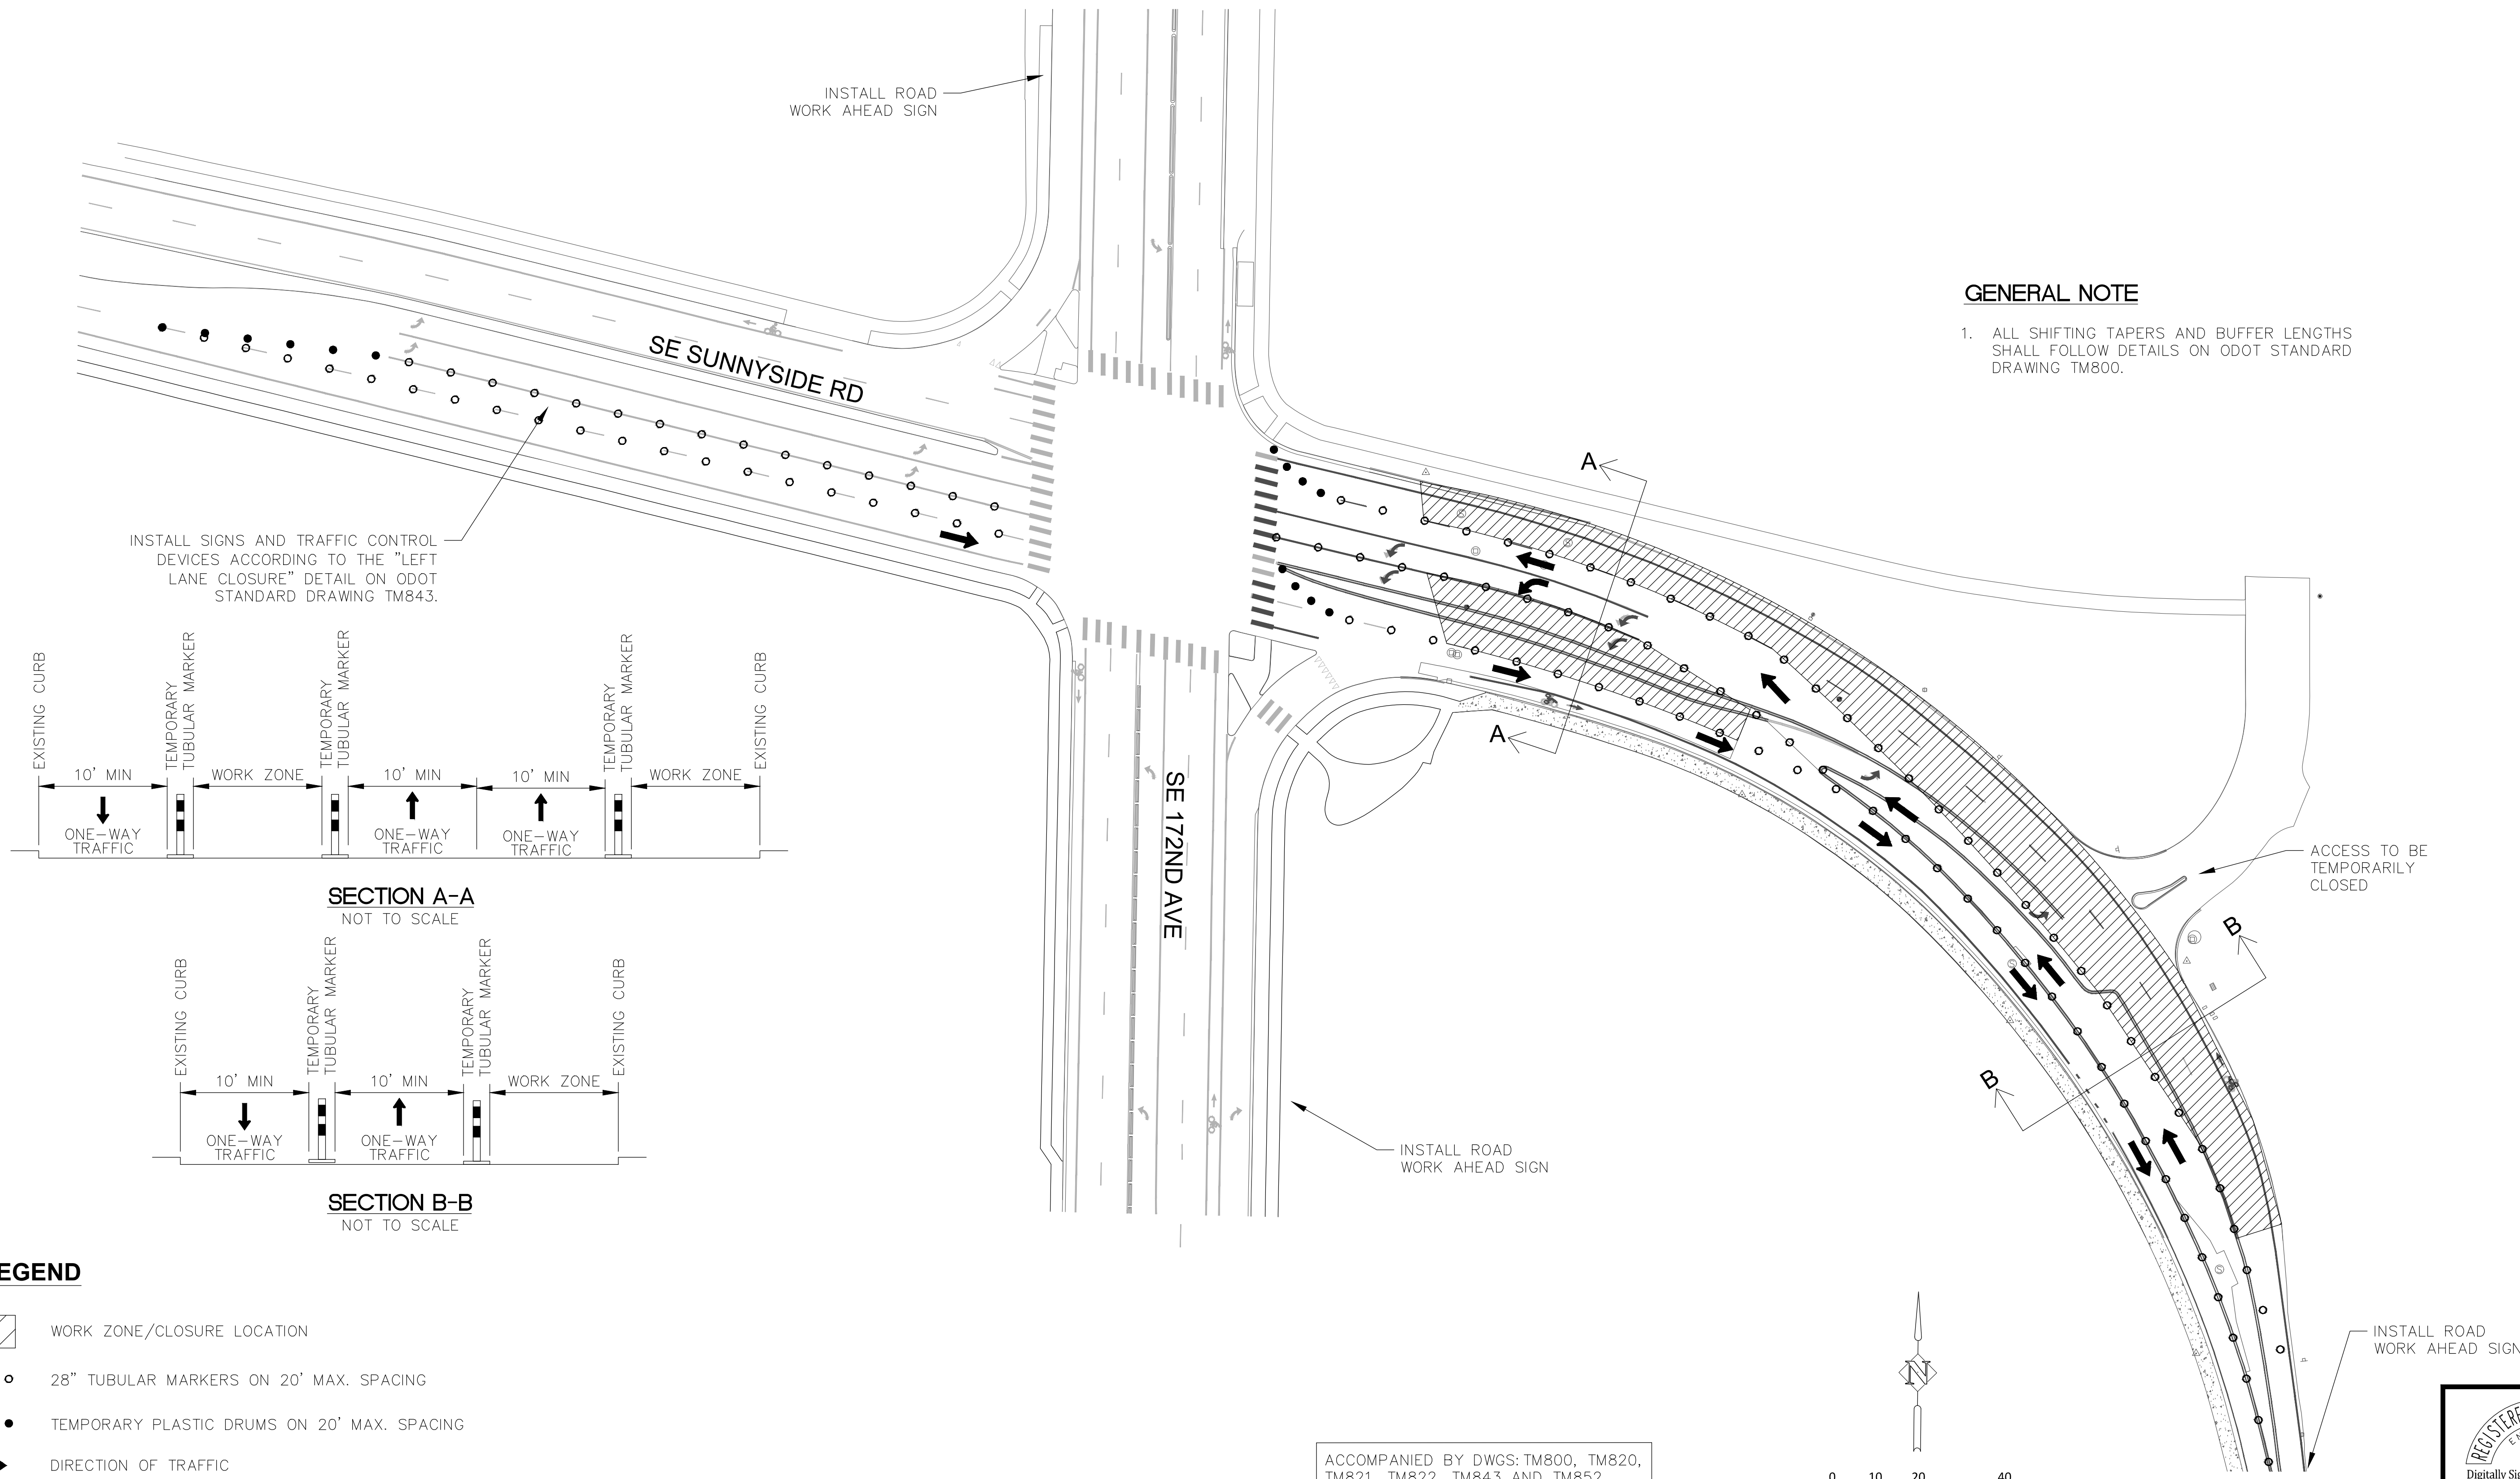 INSTALL ROAD
WORK AHEAD SIGN
GENERAL NOTE
1. ALL SHIFTING TAPERS AND BUFFER LENGTHS
SHALL FOLLOW DETAILS ON ODOT STANDARD
DRAWING TM800.
SE SUNNYSIDE RD
A
INSTALL SIGNS AND TRAFFIC CONTROL
DEVICES ACCORDING TO THE "LEFT
LANE CLOSURE" DETAIL ON ODOT
STANDARD DRAWING TM843.
A
SE 172ND AVE
ACCESS TO BE
TEMPORARILY
CLOSED
B
B
INSTALL ROAD
WORK AHEAD SIGN
EXISTING CURB
TEMPORARY
TUBULAR MARKER
TEMPORARY
TUBULAR MARKER
TEMPORARY
TUBULAR MARKER
EXISTING CURB
10' MIN
WORK ZONE
10' MIN
10' MIN
WORK ZONE
ONE-WAY
TRAFFIC
ONE-WAY
TRAFFIC
ONE-WAY
TRAFFIC
SECTION A-A
NOT TO SCALE
EXISTING CURB
TEMPORARY
TUBULAR MARKER
TEMPORARY
TUBULAR MARKER
EXISTING CURB
10' MIN
10' MIN
WORK ZONE
ONE-WAY
TRAFFIC
ONE-WAY
TRAFFIC
SECTION B-B
NOT TO SCALE
EGEND
WORK ZONE/CLOSURE LOCATION
28" TUBULAR MARKERS ON 20' MAX. SPACING
TEMPORARY PLASTIC DRUMS ON 20' MAX. SPACING
DIRECTION OF TRAFFIC
N
INSTALL ROAD
WORK AHEAD SIGN
ACCOMPANIED BY DWGS: TM800, TM820,
TM821, TM822, TM843 AND TM852
0 10 20 40
REGISTERE
Digitally Si